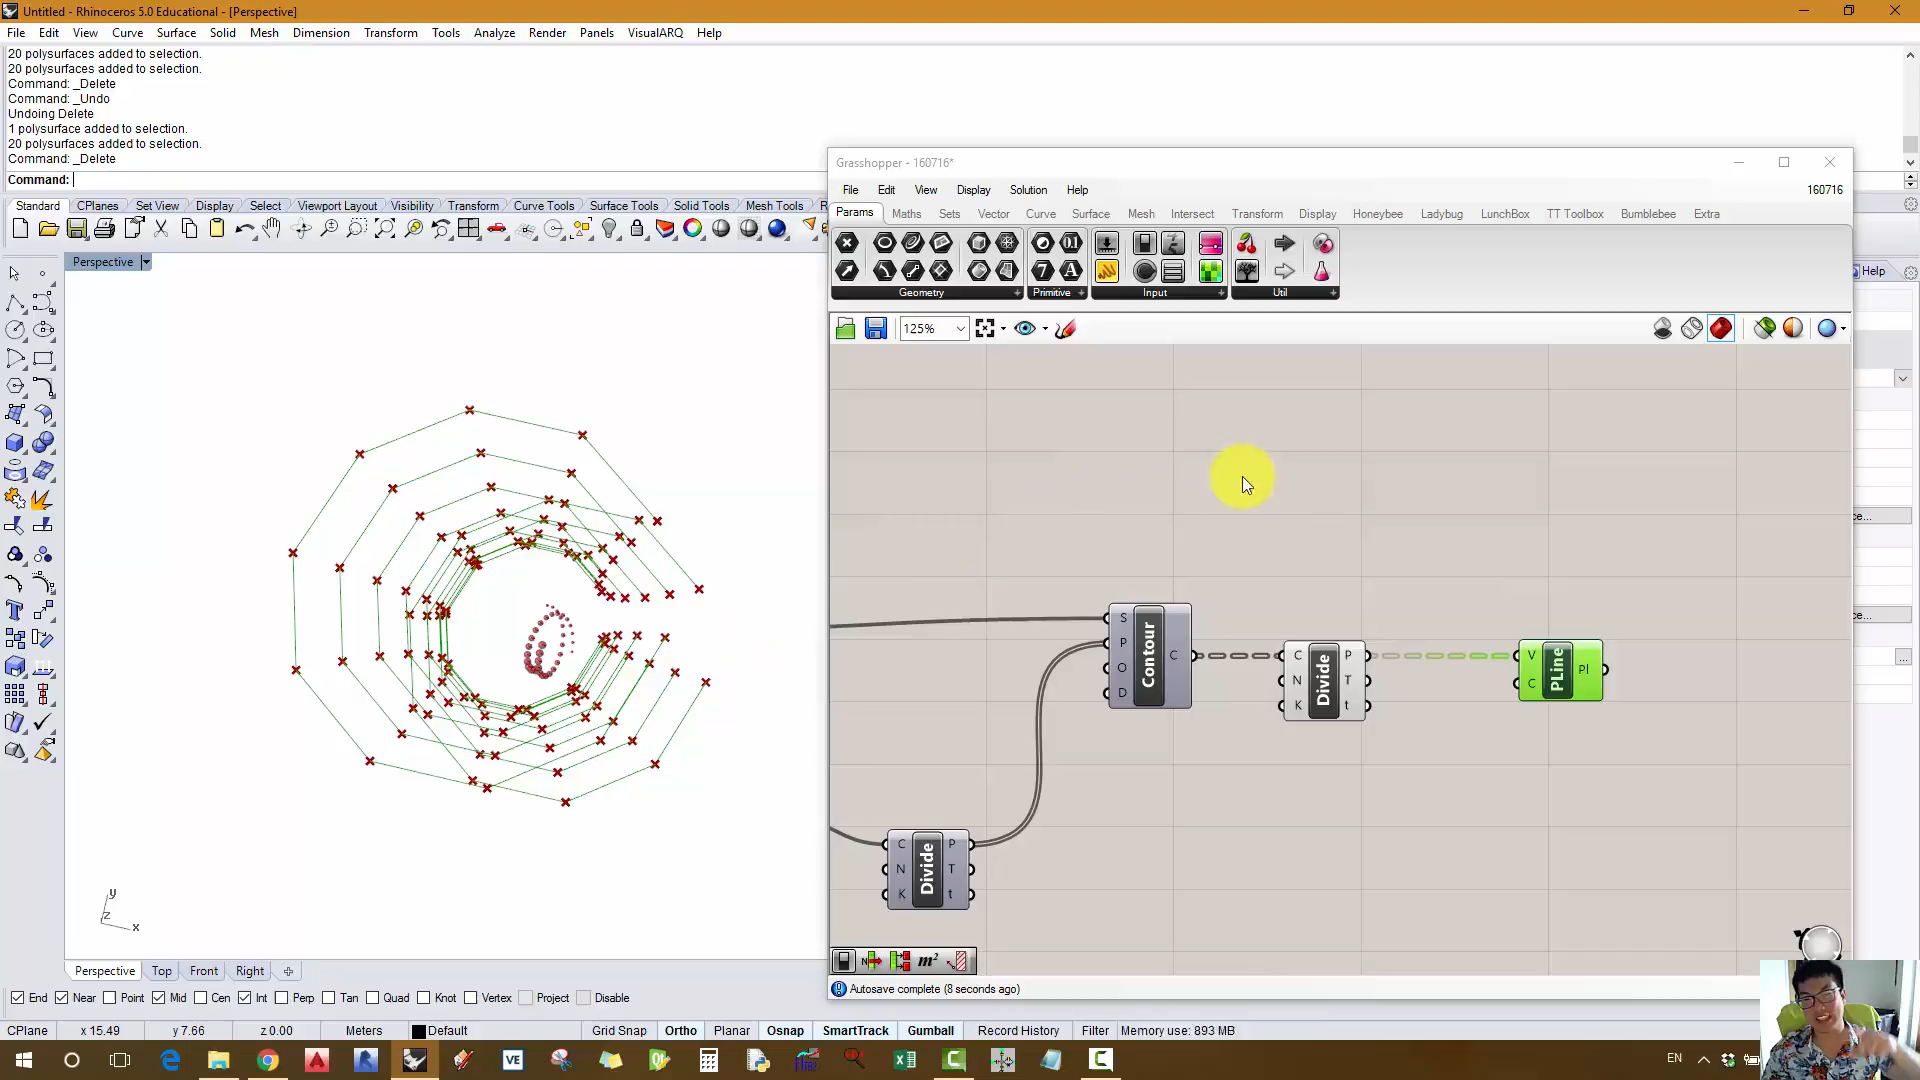 Untitled - Rhinoceros 5.0 Educational - [Perspective]
File Edit View Curve Surface Solid Mesh Dimension Transform Tools Analyze Render Panels VisualARQ Help
20 polysurfaces added to selection.
20 polysurfaces added to selection.
Command: _Delete
Command: _Undo
Undoing Delete
1 polysurface added to selection.
20 polysurfaces added to selection.
Command: _Delete
Command:
Standard CPlanes Set View Display Select Viewport Layout Visibility Transform Curve Tools Surface Tools Solid Tools Mesh Tools R
Perspective
Grasshopper - 160716*
File Edit View Display Solution Help 160716
Params Maths Sets Vector Curve Surface Mesh Intersect Transform Display Honeybee Ladybug LunchBox TT Toolbox Bumblebee Extra
Geometry Primitive Input Util
125%
Help
ce...
ce...
...
S
P
O
D
Contour
C
C
N
K
Divide
P
T
t
V
C
PLine
Pl
C
N
K
Divide
P
T
t
m²
Autosave complete (8 seconds ago)
y
z
x
Perspective Top Front Right
End Near Point Mid Cen Int Perp Tan Quad Knot Vertex Project Disable
CPlane x 15.49 y 7.66 z 0.00 Meters Default Grid Snap Ortho Planar Osnap SmartTrack Gumball Record History Filter Memory use: 893 MB
VE
EN